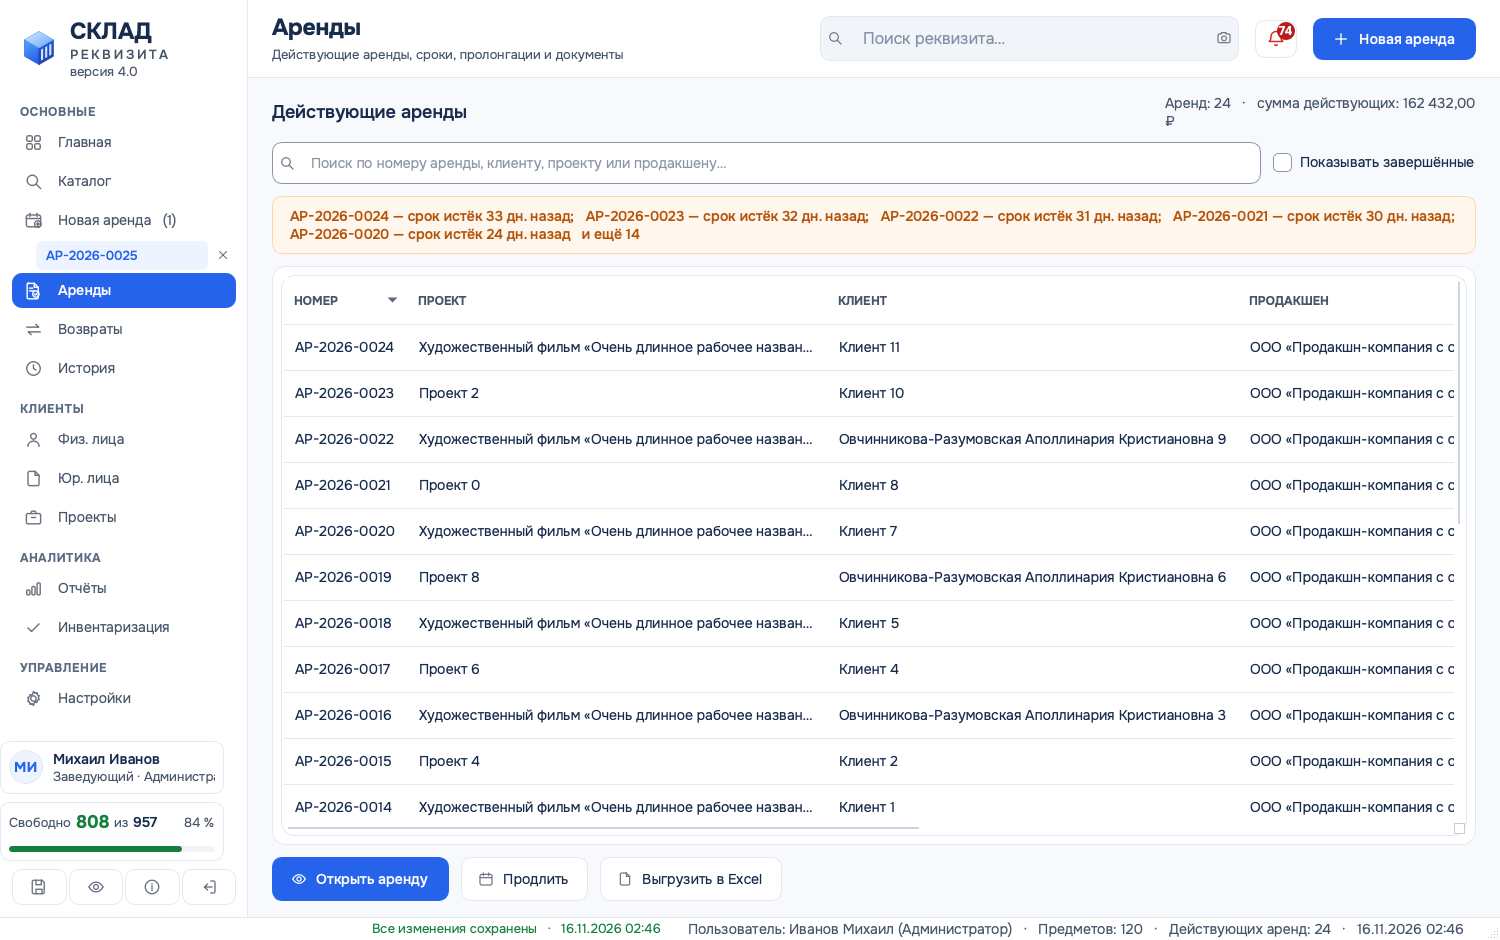 СКЛАД
РЕКВИЗИТА
версия 4.0
ОСНОВНЫЕ
Главная
Каталог
Новая аренда (1)
АР-2026-0025
Аренды
Возвраты
История
КЛИЕНТЫ
Физ. лица
Юр. лица
Проекты
АНАЛИТИКА
Отчёты
Инвентаризация
УПРАВЛЕНИЕ
Настройки
МИ
Михаил Иванов
Заведующий · Администра
Свободно 808 из 957 84 %
Аренды
Действующие аренды, сроки, пролонгации и документы
Поиск реквизита...
74
Новая аренда
Действующие аренды
Аренд: 24 · сумма действующих: 162 432,00
₽
Поиск по номеру аренды, клиенту, проекту или продакшену...
Показывать завершённые
АР-2026-0024 — срок истёк 33 дн. назад; АР-2026-0023 — срок истёк 32 дн. назад; АР-2026-0022 — срок истёк 31 дн. назад; АР-2026-0021 — срок истёк 30 дн. назад;
АР-2026-0020 — срок истёк 24 дн. назад и ещё 14
НОМЕР ПРОЕКТ КЛИЕНТ ПРОДАКШЕН
АР-2026-0024 Художественный фильм «Очень длинное рабочее назван... Клиент 11 ООО «Продакшн-компания с с
АР-2026-0023 Проект 2 Клиент 10 ООО «Продакшн-компания с с
АР-2026-0022 Художественный фильм «Очень длинное рабочее назван... Овчинникова-Разумовская Аполлинария Кристиановна 9 ООО «Продакшн-компания с с
АР-2026-0021 Проект 0 Клиент 8 ООО «Продакшн-компания с с
АР-2026-0020 Художественный фильм «Очень длинное рабочее назван... Клиент 7 ООО «Продакшн-компания с с
АР-2026-0019 Проект 8 Овчинникова-Разумовская Аполлинария Кристиановна 6 ООО «Продакшн-компания с с
АР-2026-0018 Художественный фильм «Очень длинное рабочее назван... Клиент 5 ООО «Продакшн-компания с с
АР-2026-0017 Проект 6 Клиент 4 ООО «Продакшн-компания с с
АР-2026-0016 Художественный фильм «Очень длинное рабочее назван... Овчинникова-Разумовская Аполлинария Кристиановна 3 ООО «Продакшн-компания с с
АР-2026-0015 Проект 4 Клиент 2 ООО «Продакшн-компания с с
АР-2026-0014 Художественный фильм «Очень длинное рабочее назван... Клиент 1 ООО «Продакшн-компания с с
Открыть аренду
Продлить
Выгрузить в Excel
Все изменения сохранены · 16.11.2026 02:46
Пользователь: Иванов Михаил (Администратор) · Предметов: 120 · Действующих аренд: 24 · 16.11.2026 02:46